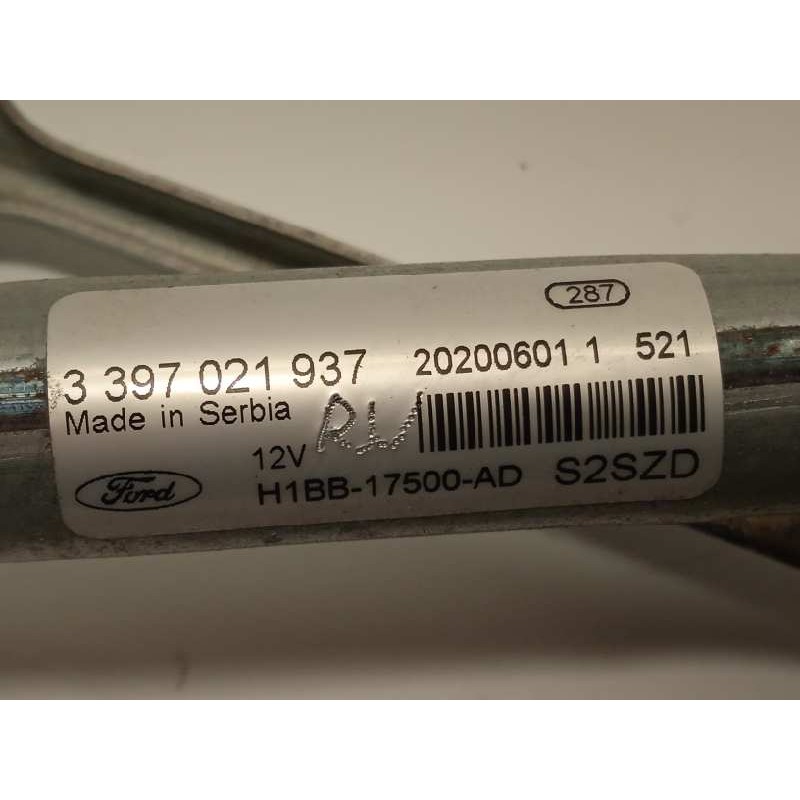 287
3 397 021 937 20200601 1 521
Made in Serbia
12V
Ford H1BB-17500-AD S2SZD